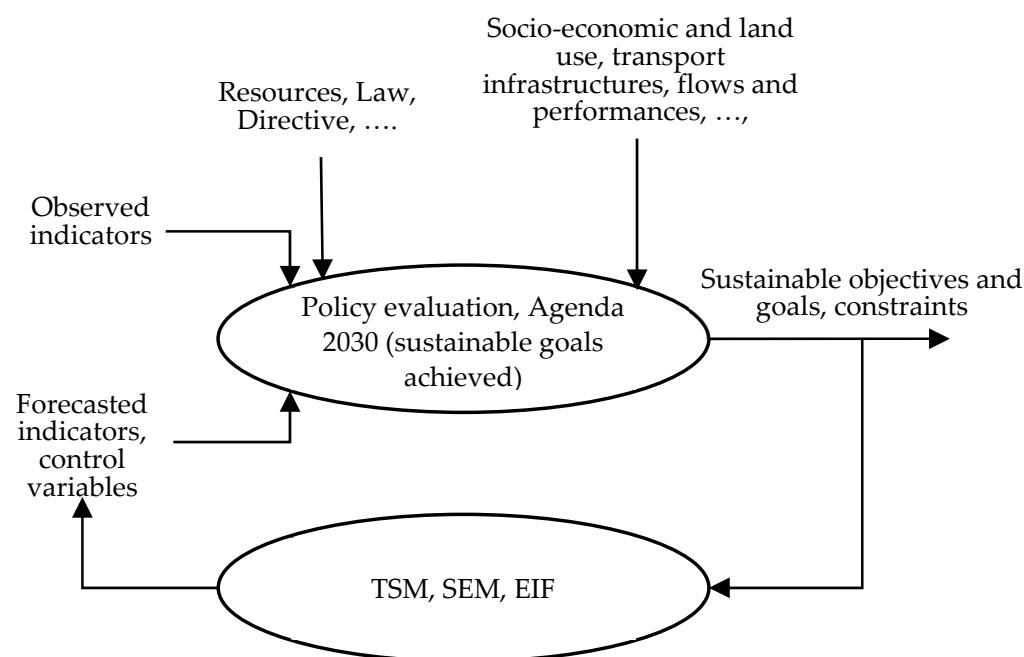 Socio-economic and land
use, transport
infrastructures, flows and
performances, …,
Resources, Law,
Directive, ….
Observed
indicators
Sustainable objectives and
goals, constraints
Policy evaluation, Agenda
2030 (sustainable goals
achieved)
Forecasted
indicators,
control
variables
TSM, SEM, EIF